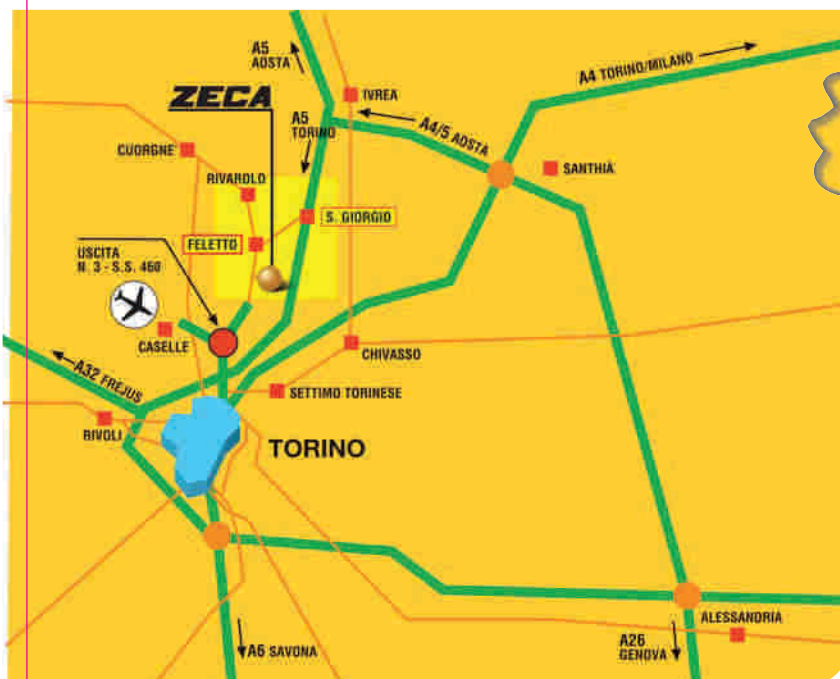 A5
AOSTA
A4 TORINO/MILANO
ZECA
IVREA
A5
TORINO
A4/5 AOSTA
CUORGNE'
SANTHIÀ
RIVAROLO
S. GIORGIO
FELETTO
USCITA
N. 3 - S.S. 460
CASELLE
CHIVASSO
A32 FREJUS
SETTIMO TORINESE
RIVOLI
TORINO
ALESSANDRIA
A26
GENOVA
A6 SAVONA